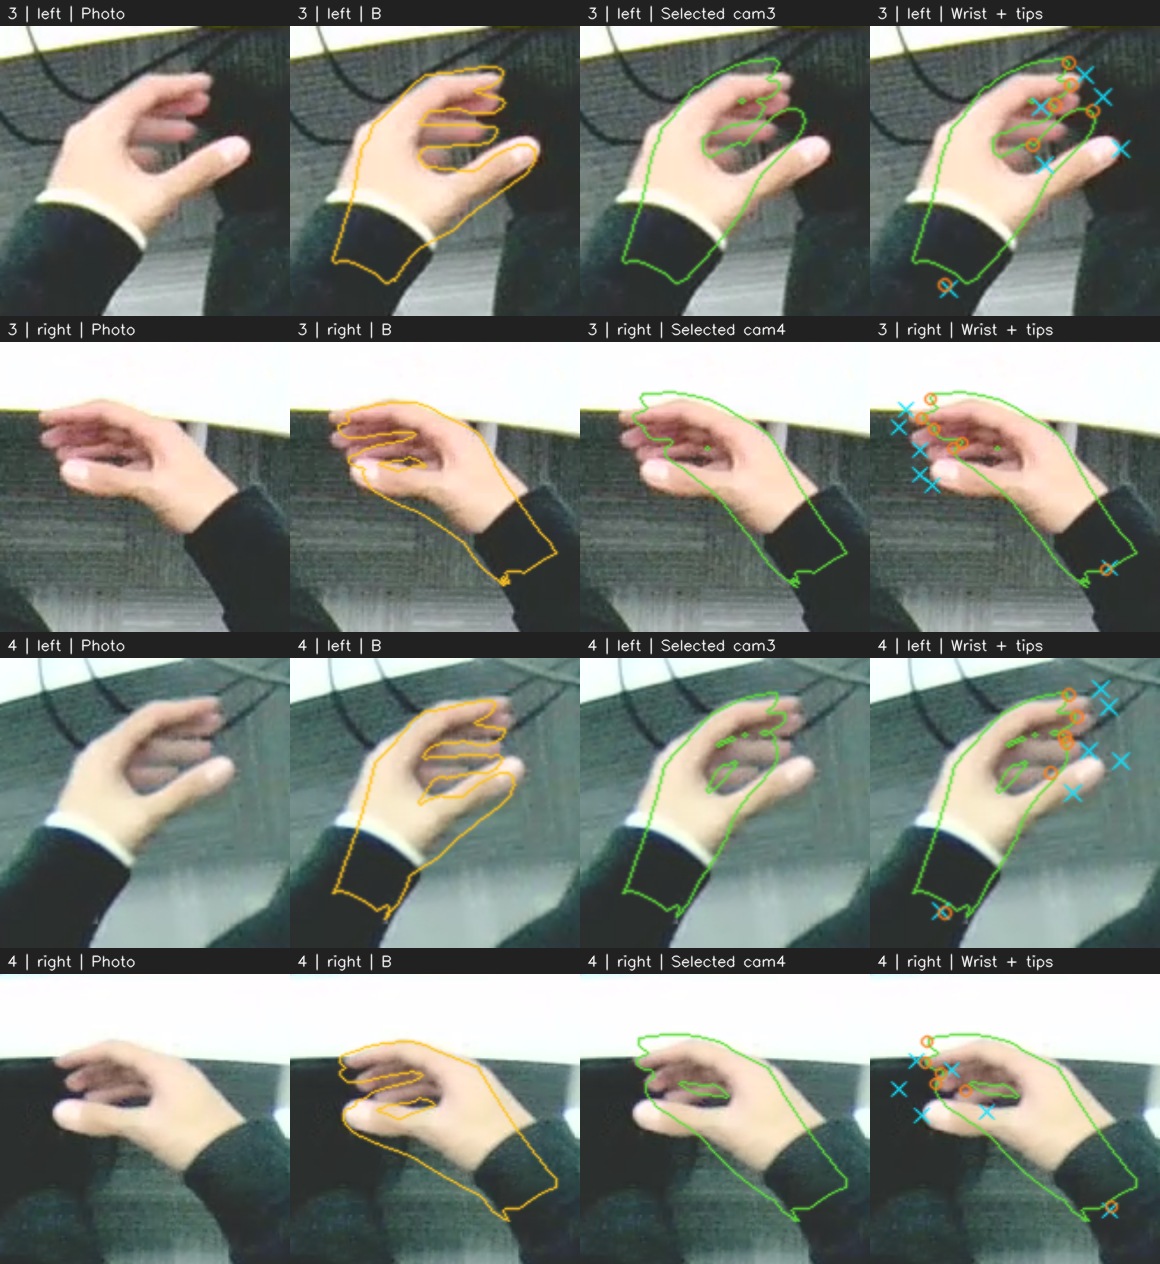 3 | left | Photo
3 | left | B
3 | left | Selected cam3
3 | left | Wrist + tips
3 | right | Photo
3 | right | B
3 | right | Selected cam4
3 | right | Wrist + tips
4 | left | Photo
4 | left | B
4 | left | Selected cam3
4 | left | Wrist + tips
4 | right | Photo
4 | right | B
4 | right | Selected cam4
4 | right | Wrist + tips